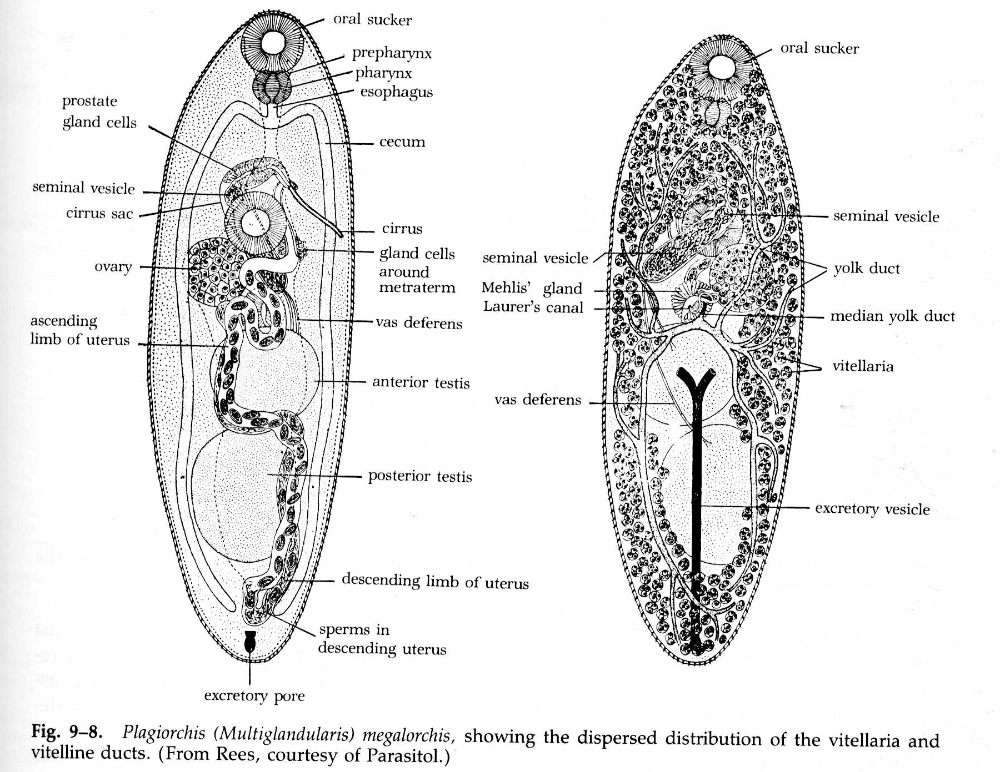 oral sucker
prepharynx
pharynx
esophagus
prostate
gland cells
cecum
seminal vesicle
cirrus sac
cirrus
gland cells
around
metraterm
ovary
ascending
limb of uterus
vas deferens
anterior testis
posterior testis
descending limb of uterus
sperms in
descending uterus
excretory pore
oral sucker
seminal vesicle
seminal vesicle
yolk duct
Mehlis' gland
Laurer's canal
median yolk duct
vitellaria
vas deferens
excretory vesicle
Fig. 9–8. Plagiorchis (Multiglandularis) megalorchis, showing the dispersed distribution of the vitellaria and
vitelline ducts. (From Rees, courtesy of Parasitol.)